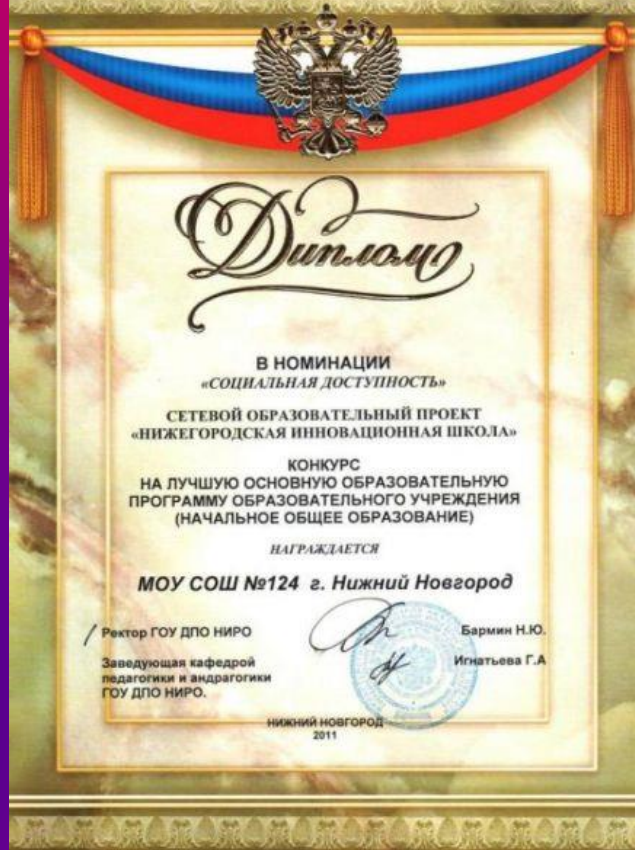 Диплом
В НОМИНАЦИИ
«СОЦИАЛЬНАЯ ДОСТУПНОСТЬ»
СЕТЕВОЙ ОБРАЗОВАТЕЛЬНЫЙ ПРОЕКТ
«НИЖЕГОРОДСКАЯ ИННОВАЦИОННАЯ ШКОЛА»
КОНКУРС
НА ЛУЧШУЮ ОСНОВНУЮ ОБРАЗОВАТЕЛЬНУЮ
ПРОГРАММУ ОБРАЗОВАТЕЛЬНОГО УЧРЕЖДЕНИЯ
(НАЧАЛЬНОЕ ОБЩЕЕ ОБРАЗОВАНИЕ)
НАГРАЖДАЕТСЯ
МОУ СОШ №124 г. Нижний Новгород
Ректор ГОУ ДПО НИРО Бармин Н.Ю.
Заведующая кафедрой Игнатьева Г.А
педагогики и андрагогики
ГОУ ДПО НИРО.
НИЖНИЙ НОВГОРОД
2011